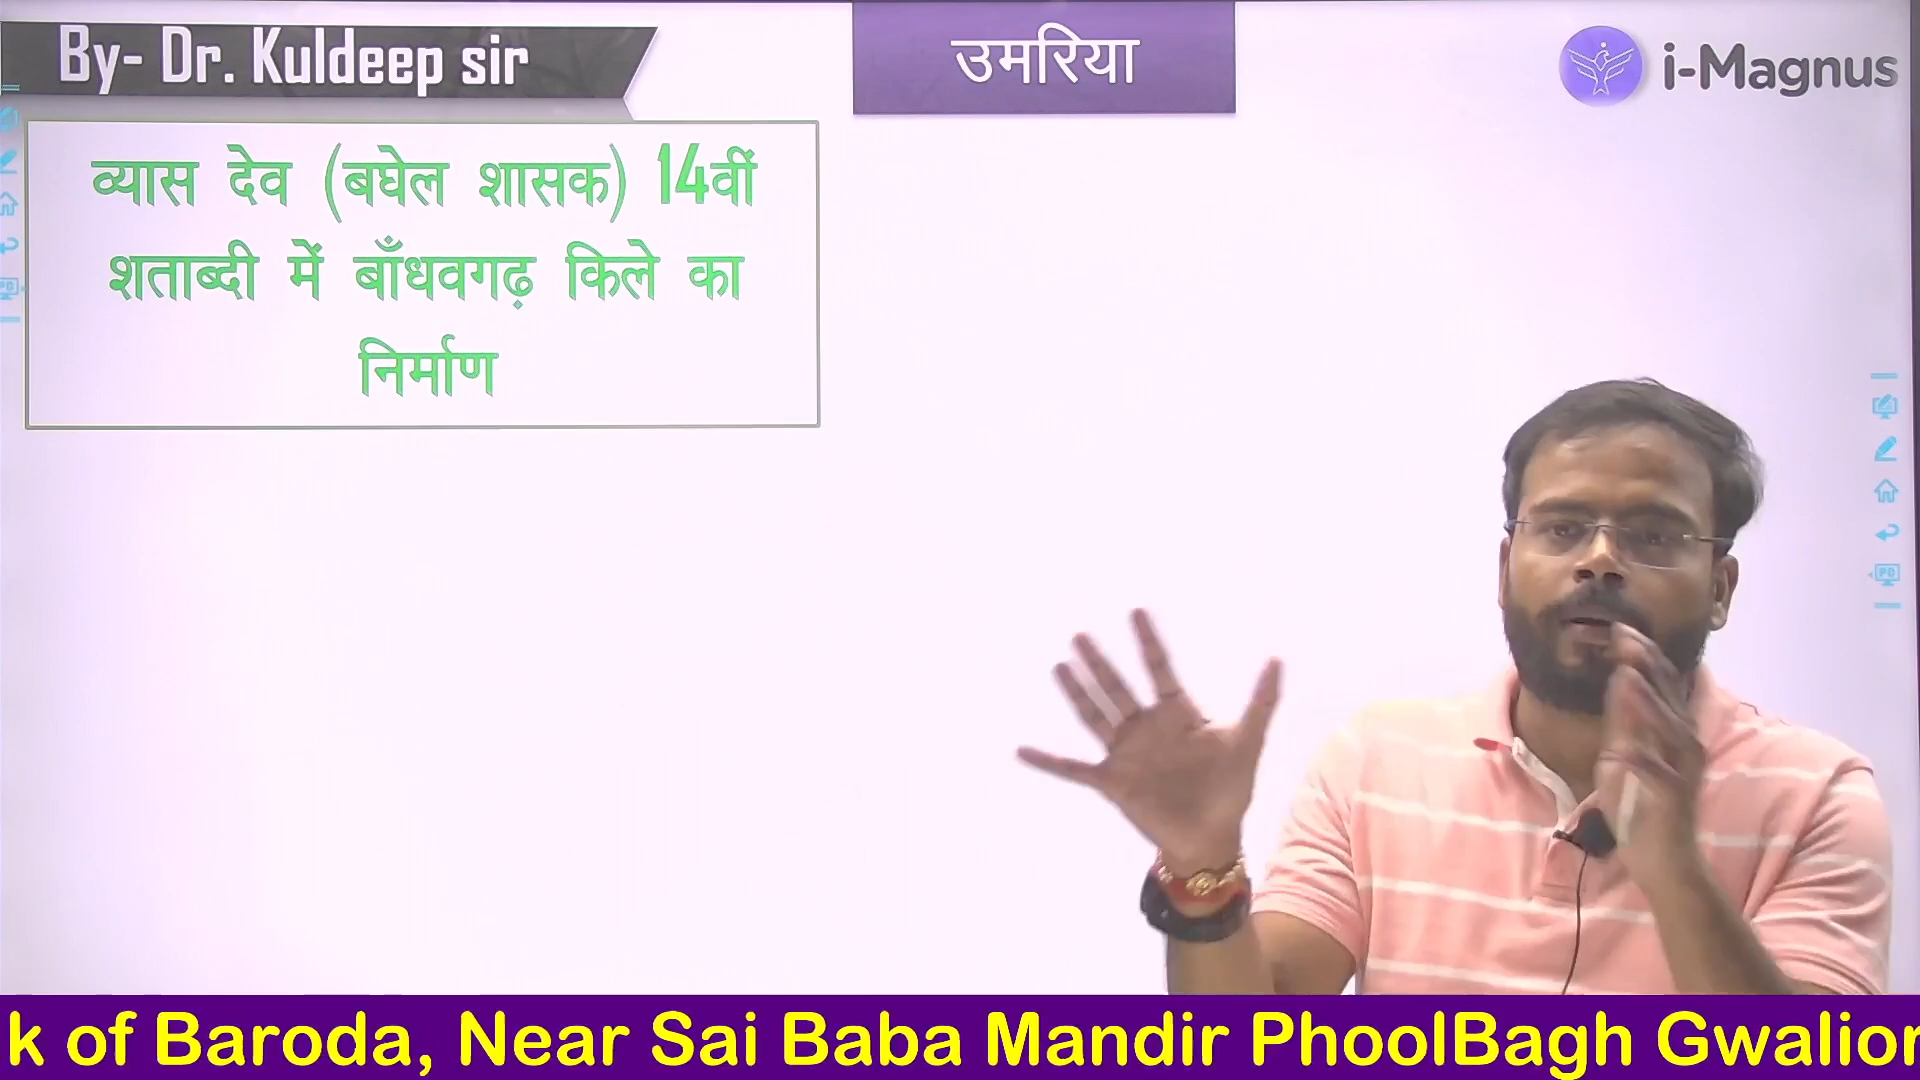 By- Dr. Kuldeep sir
उमरिया
i-Magnus
व्यास देव (बघेल शासक) 14वीं
शताब्दी में बाँधवगढ़ किले का
निर्माण
k of Baroda, Near Sai Baba Mandir PhoolBagh Gwalior